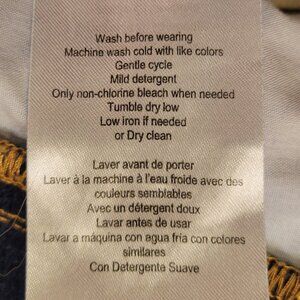 Wash before wearing
Machine wash cold with like colors
Gentle cycle
Mild detergent
Only non-chlorine bleach when needed
Tumble dry low
Low iron if needed
or Dry clean
Laver avant de porter
Laver à la machine à l'eau froide avec des
couleurs semblables
Avec un détergent doux
Lavar antes de usar
Lavar a máquina con agua fría con colores
similares
Con Detergente Suave